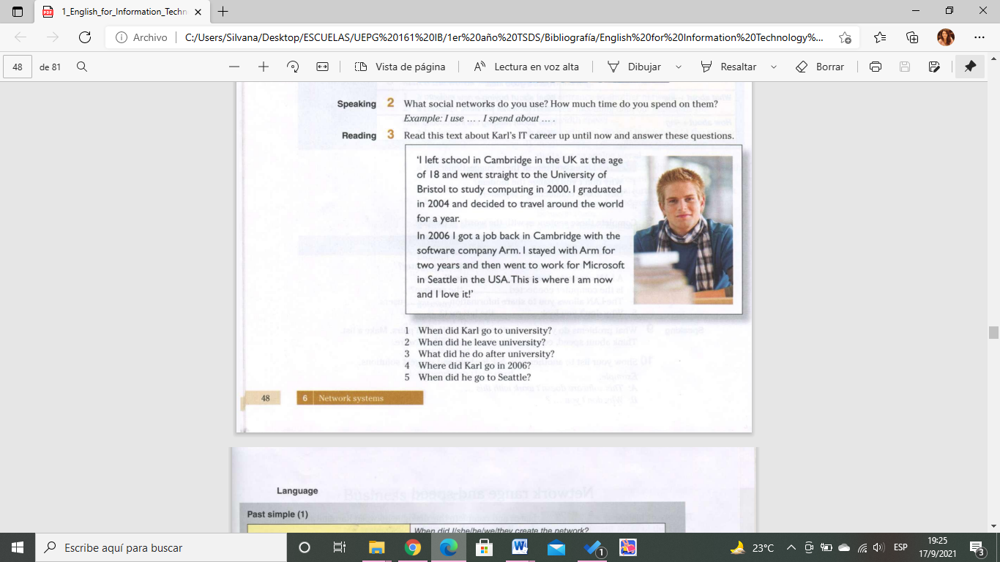 1_English_for_Information_Techn
Archivo
C:/Users/Silvana/Desktop/ESCUELAS/UEPG%20161%20IB/1er%20año%20TSDS/Bibliografía/English%20for%20Information%20Technology%...
48
de 81
Vista de página
Lectura en voz alta
Dibujar
Resaltar
Borrar
Speaking 2 What social networks do you use? How much time do you spend on them?
Example: I use ... . I spend about ... .
Reading 3 Read this text about Karl's IT career up until now and answer these questions.
'I left school in Cambridge in the UK at the age
of 18 and went straight to the University of
Bristol to study computing in 2000. I graduated
in 2004 and decided to travel around the world
for a year.
In 2006 I got a job back in Cambridge with the
software company Arm. I stayed with Arm for
two years and then went to work for Microsoft
in Seattle in the USA. This is where I am now
and I love it!'
1 When did Karl go to university?
2 When did he leave university?
3 What did he do after university?
4 Where did Karl go in 2006?
5 When did he go to Seattle?
48
6 Network systems
Language
Past simple (1)
When did I/she/he/we/they create the network?
Escribe aquí para buscar
1
23°C
ESP
19:25
17/9/2021
3